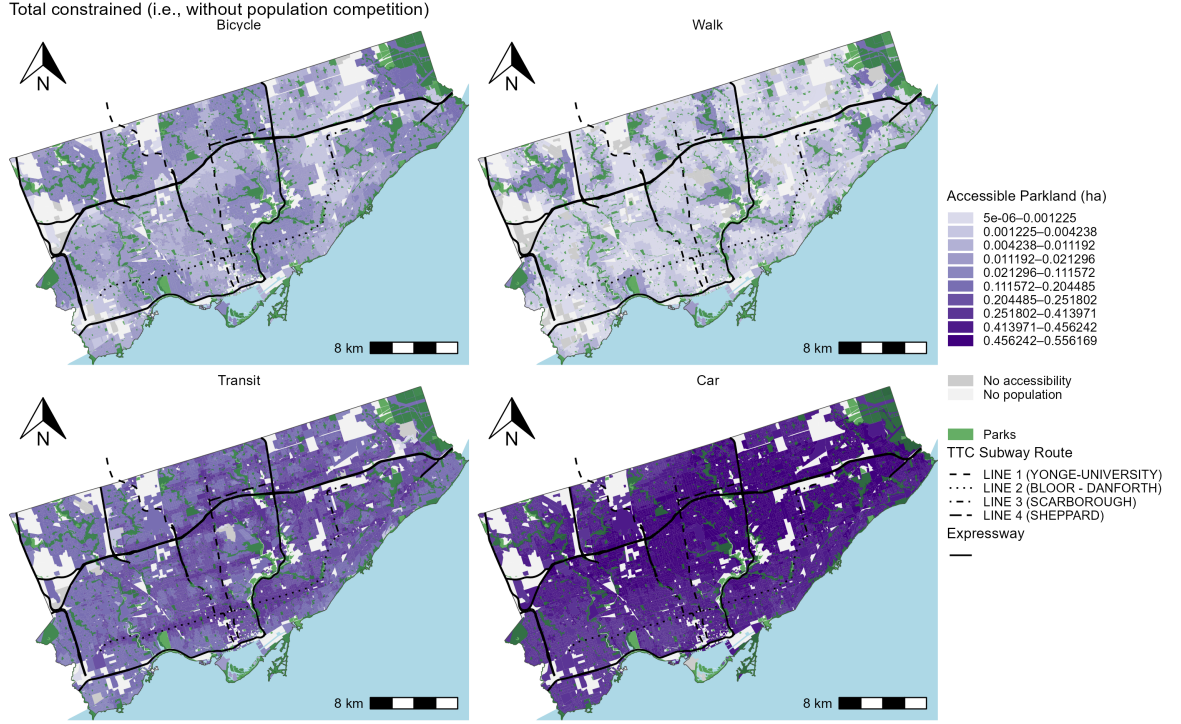 Total constrained (i.e., without population competition)
Bicycle
Walk
N
N
8 km
8 km
Transit
Car
N
N
8 km
8 km
Accessible Parkland (ha)
5e-06–0.001225
0.001225–0.004238
0.004238–0.011192
0.011192–0.021296
0.021296–0.111572
0.111572–0.204485
0.204485–0.251802
0.251802–0.413971
0.413971–0.456242
0.456242–0.556169
No accessibility
No population
Parks
TTC Subway Route
LINE 1 (YONGE-UNIVERSITY)
LINE 2 (BLOOR - DANFORTH)
LINE 3 (SCARBOROUGH)
LINE 4 (SHEPPARD)
Expressway